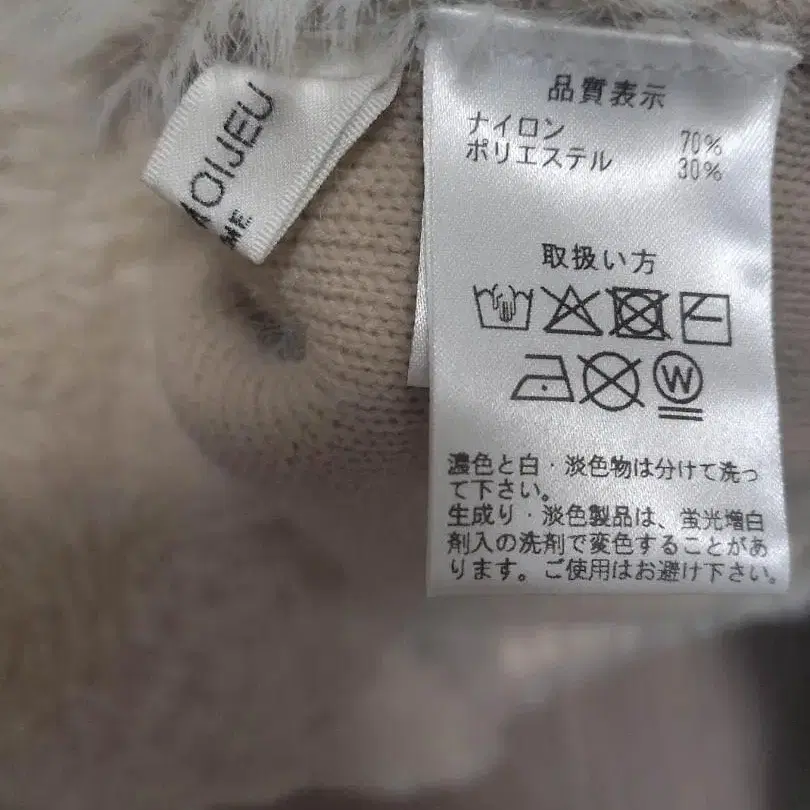 MOIJEU
ME
品質表示
ナイロン 70%
ポリエステル 30%
取扱い方
W
濃色と白・淡色物は分けて洗っ
て下さい。
生成り・淡色製品は、蛍光増白
剤入の洗剤で変色することがあ
ります。ご使用はお避け下さい。